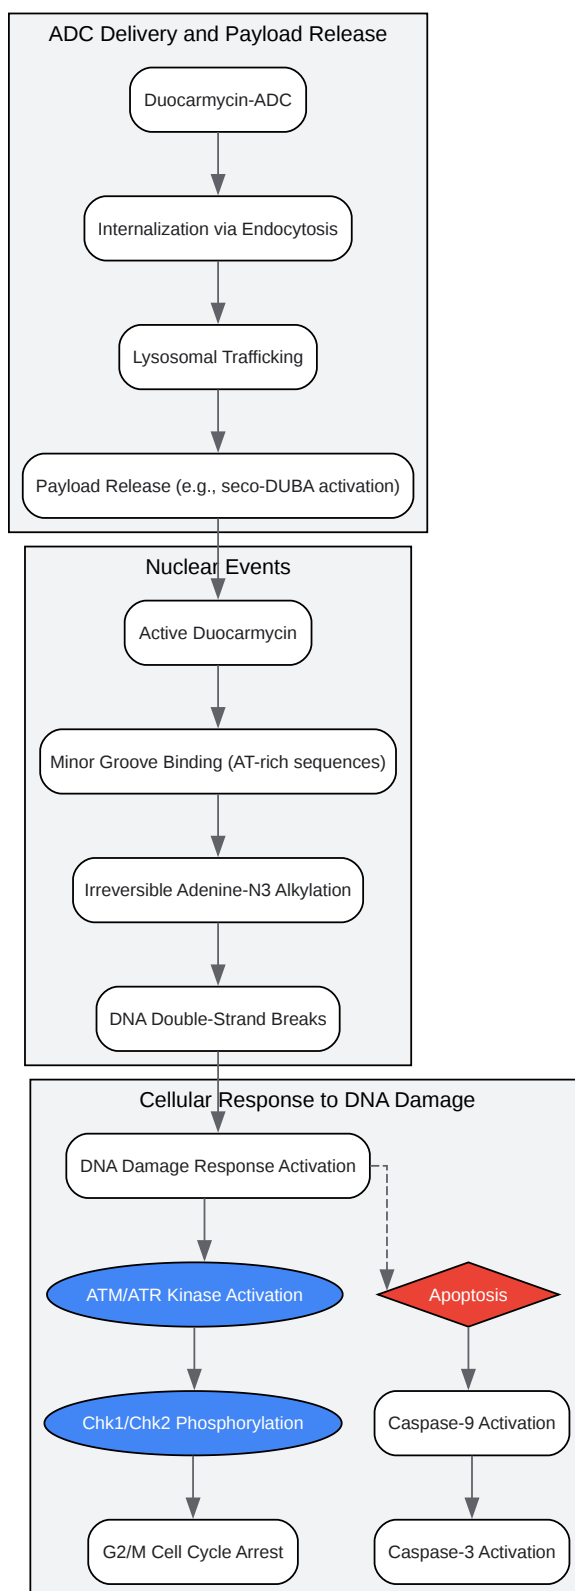 ADC Delivery and Payload Release
Duocarmycin-ADC
Internalization via Endocytosis
Lysosomal Trafficking
Payload Release (e.g., seco-DUBA activation)
Nuclear Events
Active Duocarmycin
Minor Groove Binding (AT-rich sequences)
Irreversible Adenine-N3 Alkylation
DNA Double-Strand Breaks
Cellular Response to DNA Damage
DNA Damage Response Activation
ATM/ATR Kinase Activation
Apoptosis
Chk1/Chk2 Phosphorylation
Caspase-9 Activation
G2/M Cell Cycle Arrest
Caspase-3 Activation